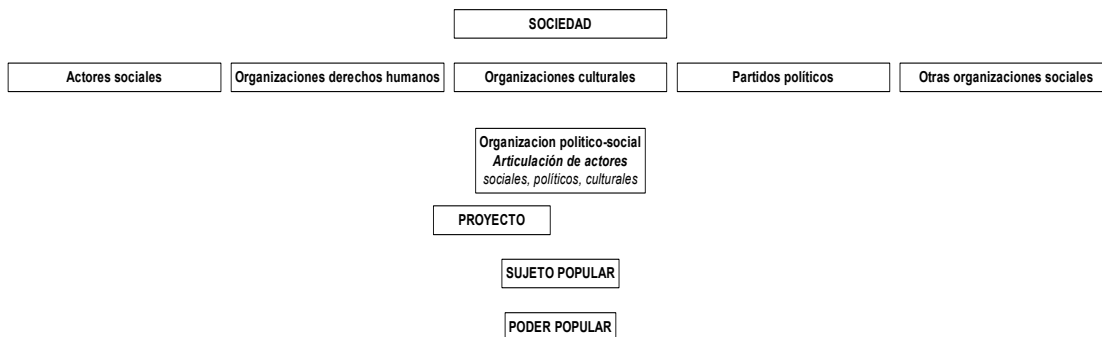 SOCIEDAD
Actores sociales
Organizaciones derechos humanos
Organizaciones culturales
Partidos políticos
Otras organizaciones sociales
Organizacion politico-social
Articulación de actores
sociales, políticos, culturales
PROYECTO
SUJETO POPULAR
PODER POPULAR